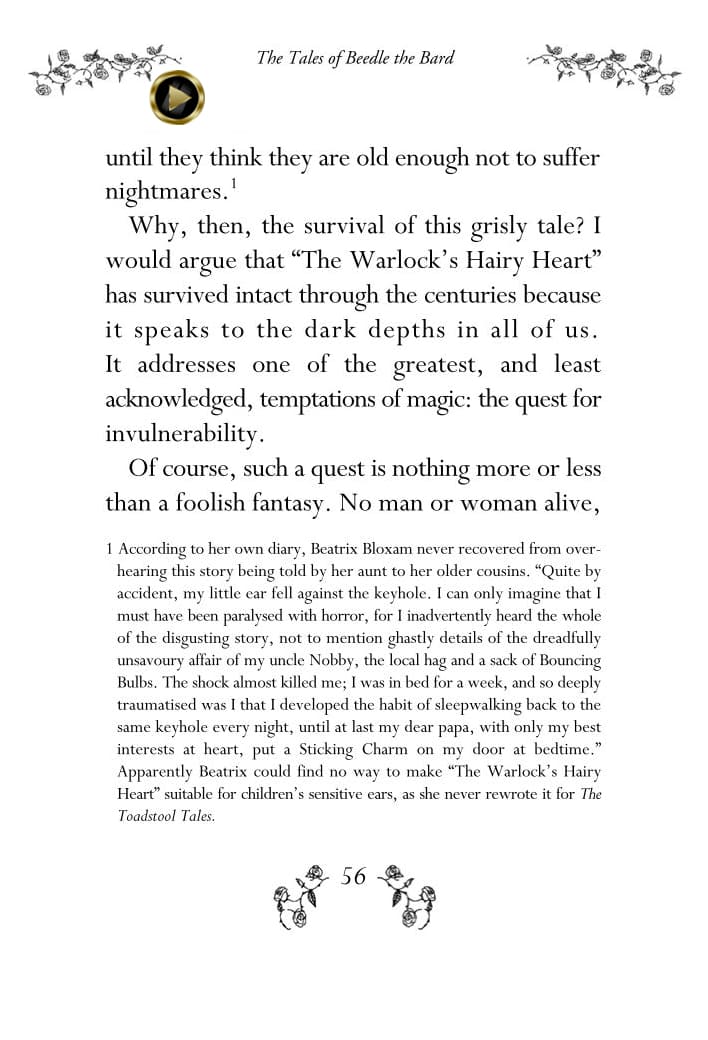 The Tales of Beedle the Bard
until they think they are old enough not to suffer
nightmares.1
Why, then, the survival of this grisly tale? I
would argue that “The Warlock’s Hairy Heart”
has survived intact through the centuries because
it speaks to the dark depths in all of us.
It addresses one of the greatest, and least
acknowledged, temptations of magic: the quest for
invulnerability.
Of course, such a quest is nothing more or less
than a foolish fantasy. No man or woman alive,
1 According to her own diary, Beatrix Bloxam never recovered from over-
hearing this story being told by her aunt to her older cousins. “Quite by
accident, my little ear fell against the keyhole. I can only imagine that I
must have been paralysed with horror, for I inadvertently heard the whole
of the disgusting story, not to mention ghastly details of the dreadfully
unsavoury affair of my uncle Nobby, the local hag and a sack of Bouncing
Bulbs. The shock almost killed me; I was in bed for a week, and so deeply
traumatised was I that I developed the habit of sleepwalking back to the
same keyhole every night, until at last my dear papa, with only my best
interests at heart, put a Sticking Charm on my door at bedtime.”
Apparently Beatrix could find no way to make “The Warlock’s Hairy
Heart” suitable for children’s sensitive ears, as she never rewrote it for The
Toadstool Tales.
56